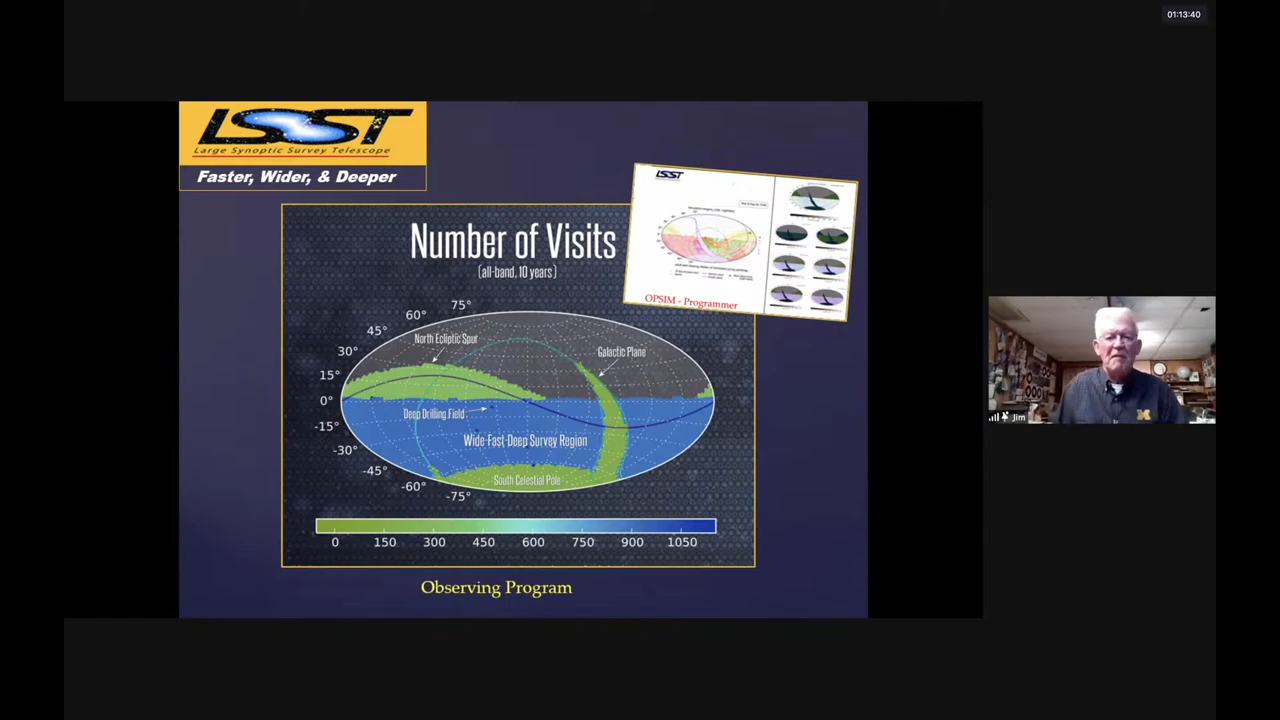 01:13:40
LSST
Large Synoptic Survey Telescope
Faster, Wider, & Deeper
LSST
OPSIM - Programmer
Number of Visits
(all-band, 10 years)
75°
60°
45°
30°
15°
0°
-15°
-30°
-45°
-60°
-75°
North Ecliptic Spur
Galactic Plane
Deep Drilling Field
Wide-Fast-Deep Survey Region
South Celestial Pole
0 150 300 450 600 750 900 1050
Observing Program
Jim
M